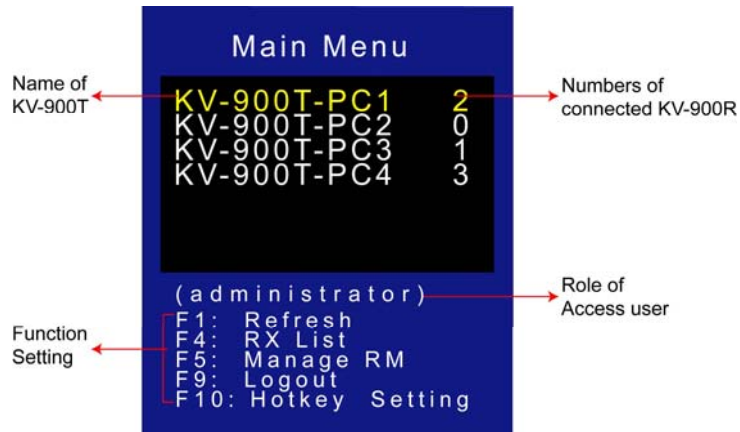 Main Menu
Name of
KV-900T
KV-900T-PC1 2
KV-900T-PC2 0
KV-900T-PC3 1
KV-900T-PC4 3
Numbers of
connected KV-900R
(administrator)
Role of
Access user
Function
Setting
F1: Refresh
F4: RX List
F5: Manage RM
F9: Logout
F10: Hotkey Setting